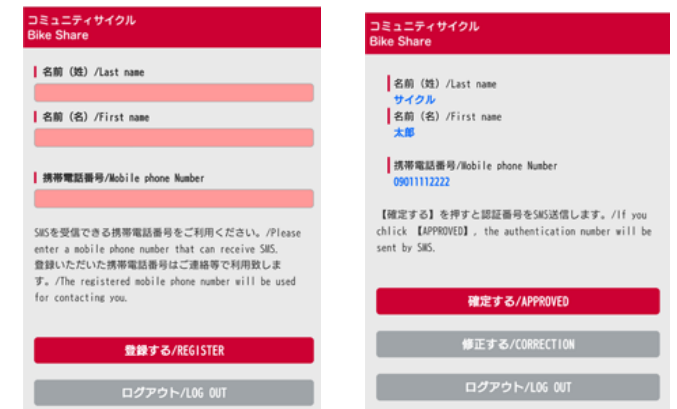 コミュニティサイクル
Bike Share
名前（姓）/Last name
名前（名）/First name
携帯電話番号/Mobile phone Number
SMSを受信できる携帯電話番号をご利用ください。/Please
enter a mobile phone number that can receive SMS.
登録いただいた携帯電話番号はご連絡等で利用致しま
す。/The registered mobile phone number will be used
for contacting you.
登録する/REGISTER
ログアウト/LOG OUT
コミュニティサイクル
Bike Share
名前（姓）/Last name
サイクル
名前（名）/First name
太郎
携帯電話番号/Mobile phone Number
09011112222
【確定する】を押すと認証番号をSMS送信します。/If you
chlick 【APPROVED】, the authentication number will be
sent by SMS.
確定する/APPROVED
修正する/CORRECTION
ログアウト/LOG OUT